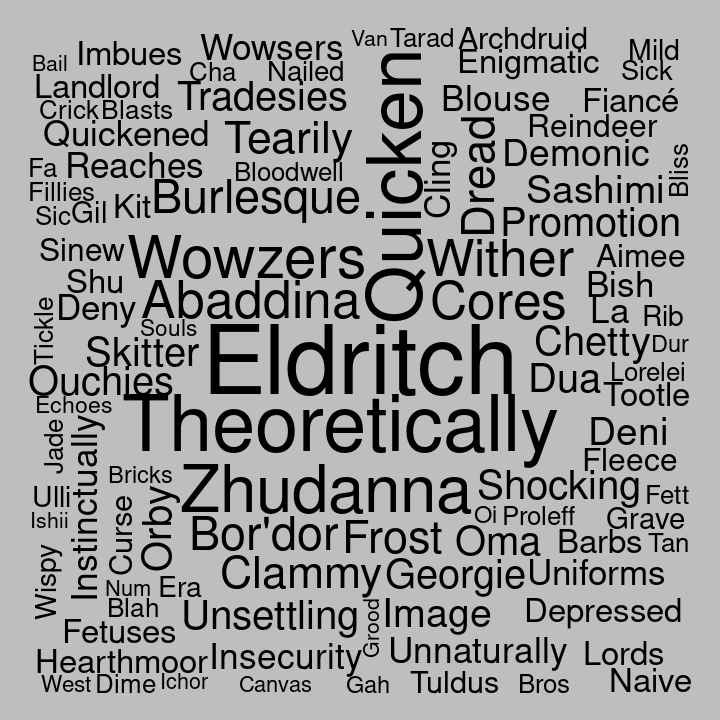 Van Tarad Archdruid
Bail Imbues Wowsers Enigmatic Mild
Cha Nailed Sick
Landlord Tradesies Quicken Blouse Fiancé
Crick Blasts
Quickened Tearily Cling Dread Reindeer
Fa Reaches Bloodwell Demonic Bliss
Fillies Kit Burlesque Sashimi
Sic Gil Promotion
Sinew Wowzers Wither Aimee
Shu Bish
Deny Abaddina Cores La Rib
Tickle Souls
Skitter Eldritch Chetty Dur
Ouchies Dua Lorelei
Echoes Tootle
Jade Theoretically Deni
Instinctually Bricks Fleece
Ulli Zhudanna Shocking Fett
Ishii Curse Orby Oi Proleff Grave
Bor'dor Frost Oma Barbs Tan
Wispy Num Era Clammy Georgie Uniforms
Blah Unsettling Grood Image Depressed
Fetuses
Hearthmoor Insecurity Unnaturally Lords
West Dime Ichor Canvas Gah Tuldus Bros Naive